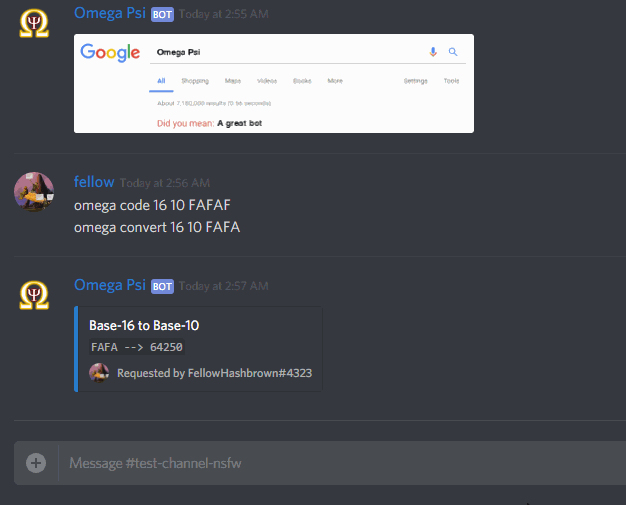 Omega Psi BOT Today at 2:55 AM
Google Omega Psi
All Shopping Maps Videos Books More Settings Tools
About 7,180,000 results (0.56 seconds)
Did you mean: A great bot
fellow Today at 2:56 AM
omega code 16 10 FAFAF
omega convert 16 10 FAFA
Omega Psi BOT Today at 2:57 AM
Base-16 to Base-10
FAFA --> 64250
Requested by FellowHashbrown#4323
Message #test-channel-nsfw